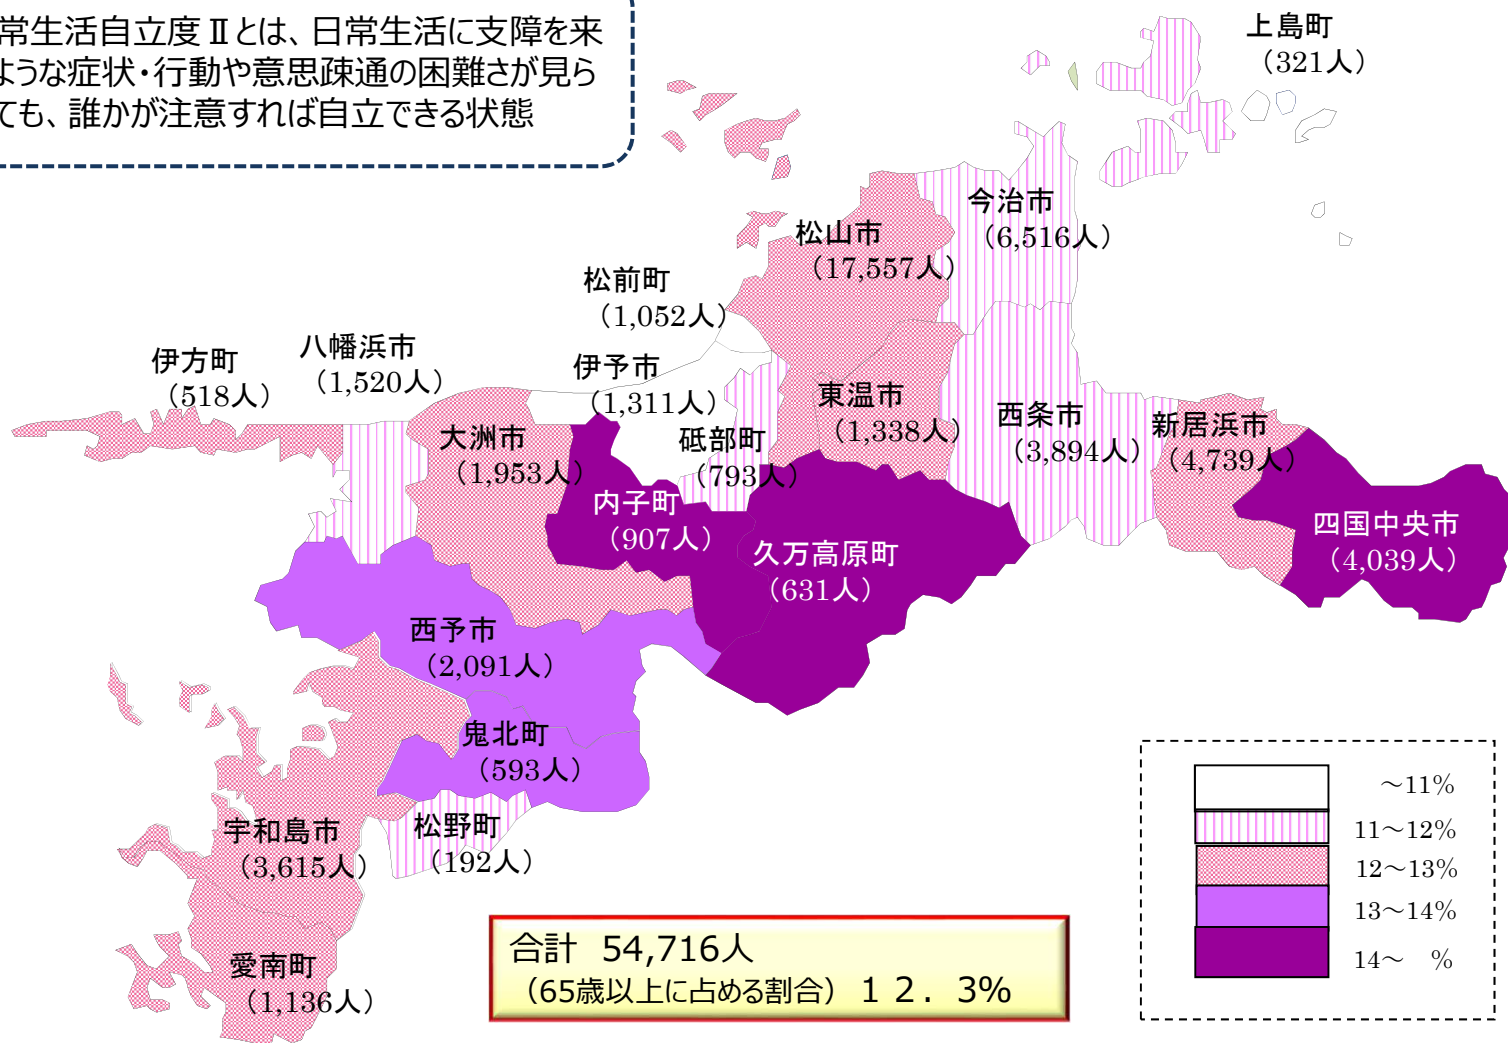 常生活自立度Ⅱとは、日常生活に支障を来
ような症状・行動や意思疎通の困難さが見ら
ても、誰かが注意すれば自立できる状態
上島町
（321人）
今治市
（6,516人）
松山市
（17,557人）
松前町
（1,052人）
八幡浜市
（1,520人）
伊方町
（518人）
伊予市
（1,311人）
東温市
（1,338人）
西条市
（3,894人）
新居浜市
（4,739人）
大洲市
（1,953人）
砥部町
（793人）
内子町
（907人）
久万高原町
（631人）
四国中央市
（4,039人）
西予市
（2,091人）
鬼北町
（593人）
松野町
（192人）
宇和島市
（3,615人）
愛南町
（1,136人）
～11%
11～12%
12～13%
13～14%
14～　%
合計 54,716人
（65歳以上に占める割合）１２．３%